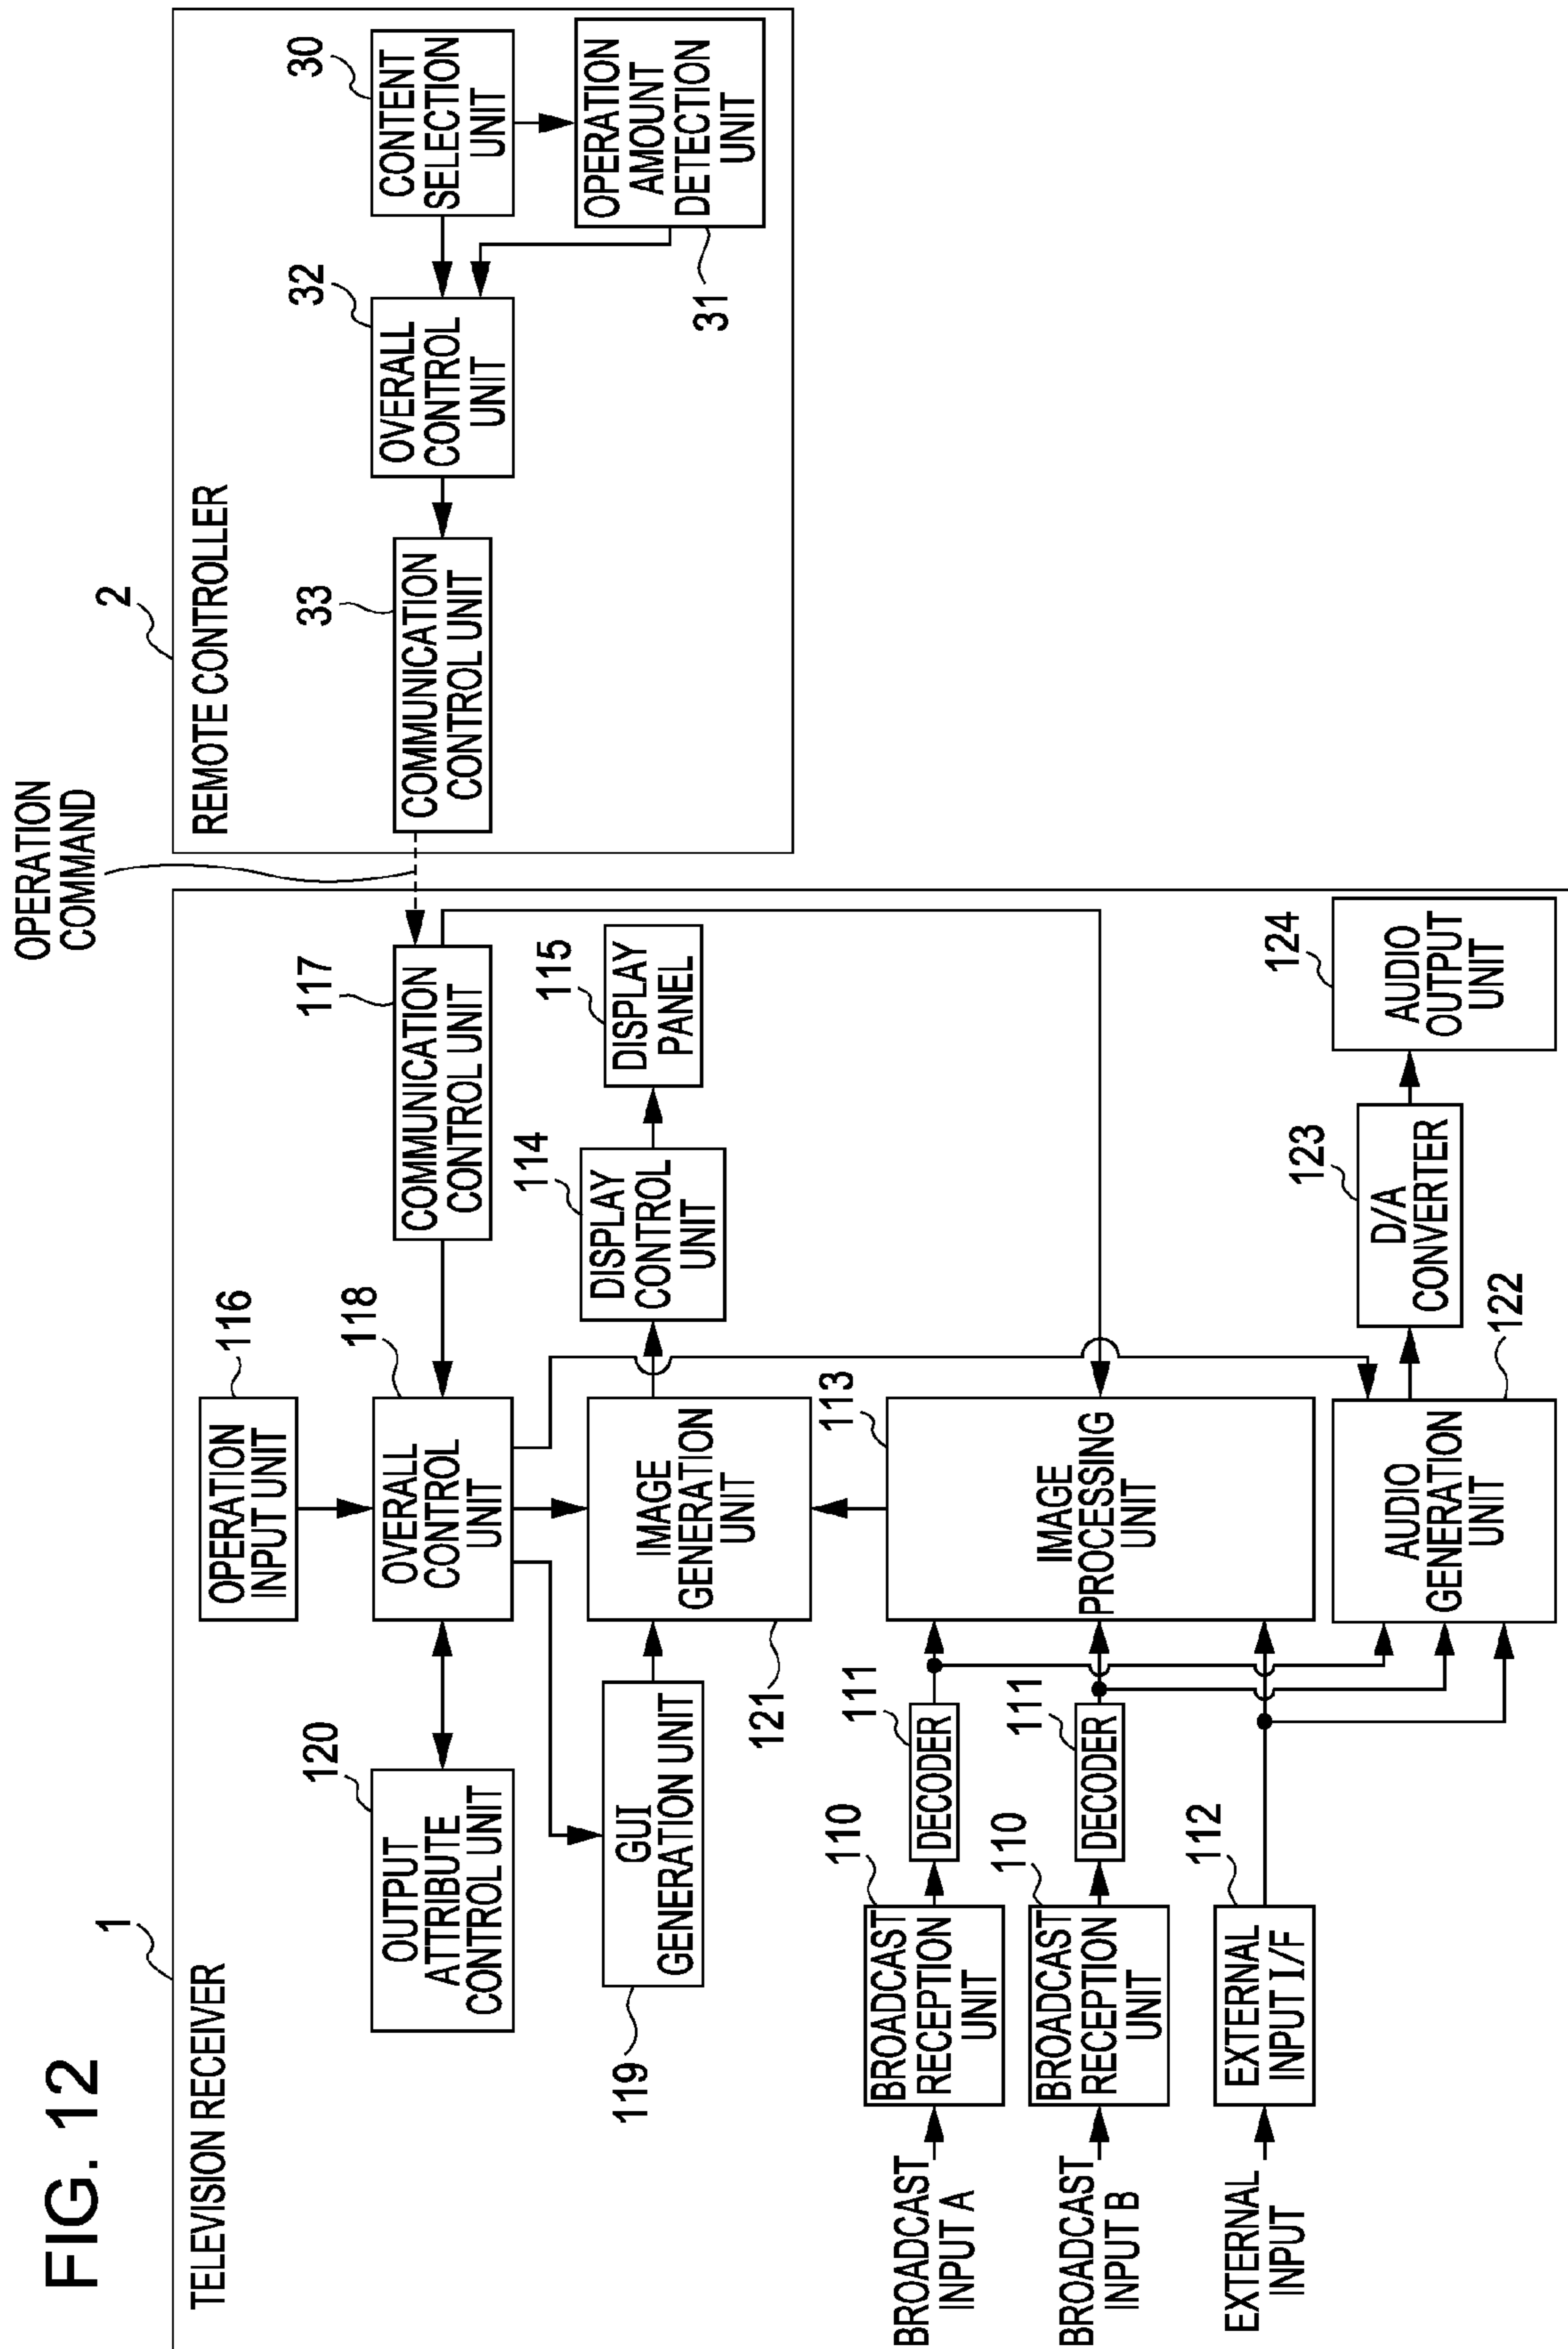 FIG. 12
1
TELEVISION RECEIVER
OPERATION
COMMAND
2
REMOTE CONTROLLER
116
OPERATION
INPUT UNIT
120
OUTPUT
ATTRIBUTE
CONTROL UNIT
118
OVERALL
CONTROL
UNIT
117
COMMUNICATION
CONTROL UNIT
33
COMMUNICATION
CONTROL UNIT
32
OVERALL
CONTROL
UNIT
30
CONTENT
SELECTION
UNIT
OPERATION
AMOUNT
DETECTION
UNIT
31
GUI
GENERATION UNIT
119
IMAGE
GENERATION
UNIT
121
114
DISPLAY
CONTROL
UNIT
115
DISPLAY
PANEL
BROADCAST
INPUT A
110
BROADCAST
RECEPTION
UNIT
111
DECODER
113
IMAGE
PROCESSING
UNIT
BROADCAST
INPUT B
110
BROADCAST
RECEPTION
UNIT
111
DECODER
EXTERNAL
INPUT
112
EXTERNAL
INPUT I/F
AUDIO
GENERATION
UNIT
122
123
D/A
CONVERTER
124
AUDIO
OUTPUT
UNIT